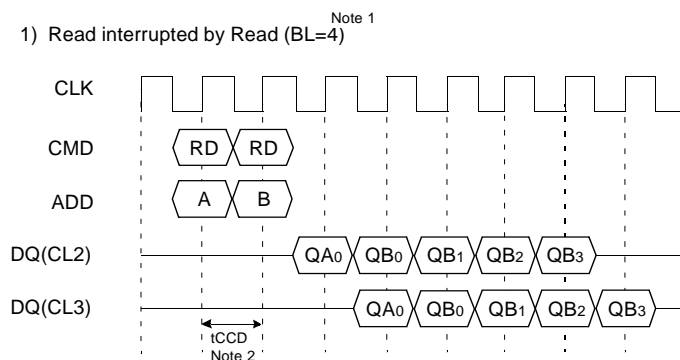 1) Read interrupted by Read (BL=4) Note 1
CLK
CMD RD RD
ADD A B
DQ(CL2) QA0 QB0 QB1 QB2 QB3
DQ(CL3) QA0 QB0 QB1 QB2 QB3
tCCD
Note 2